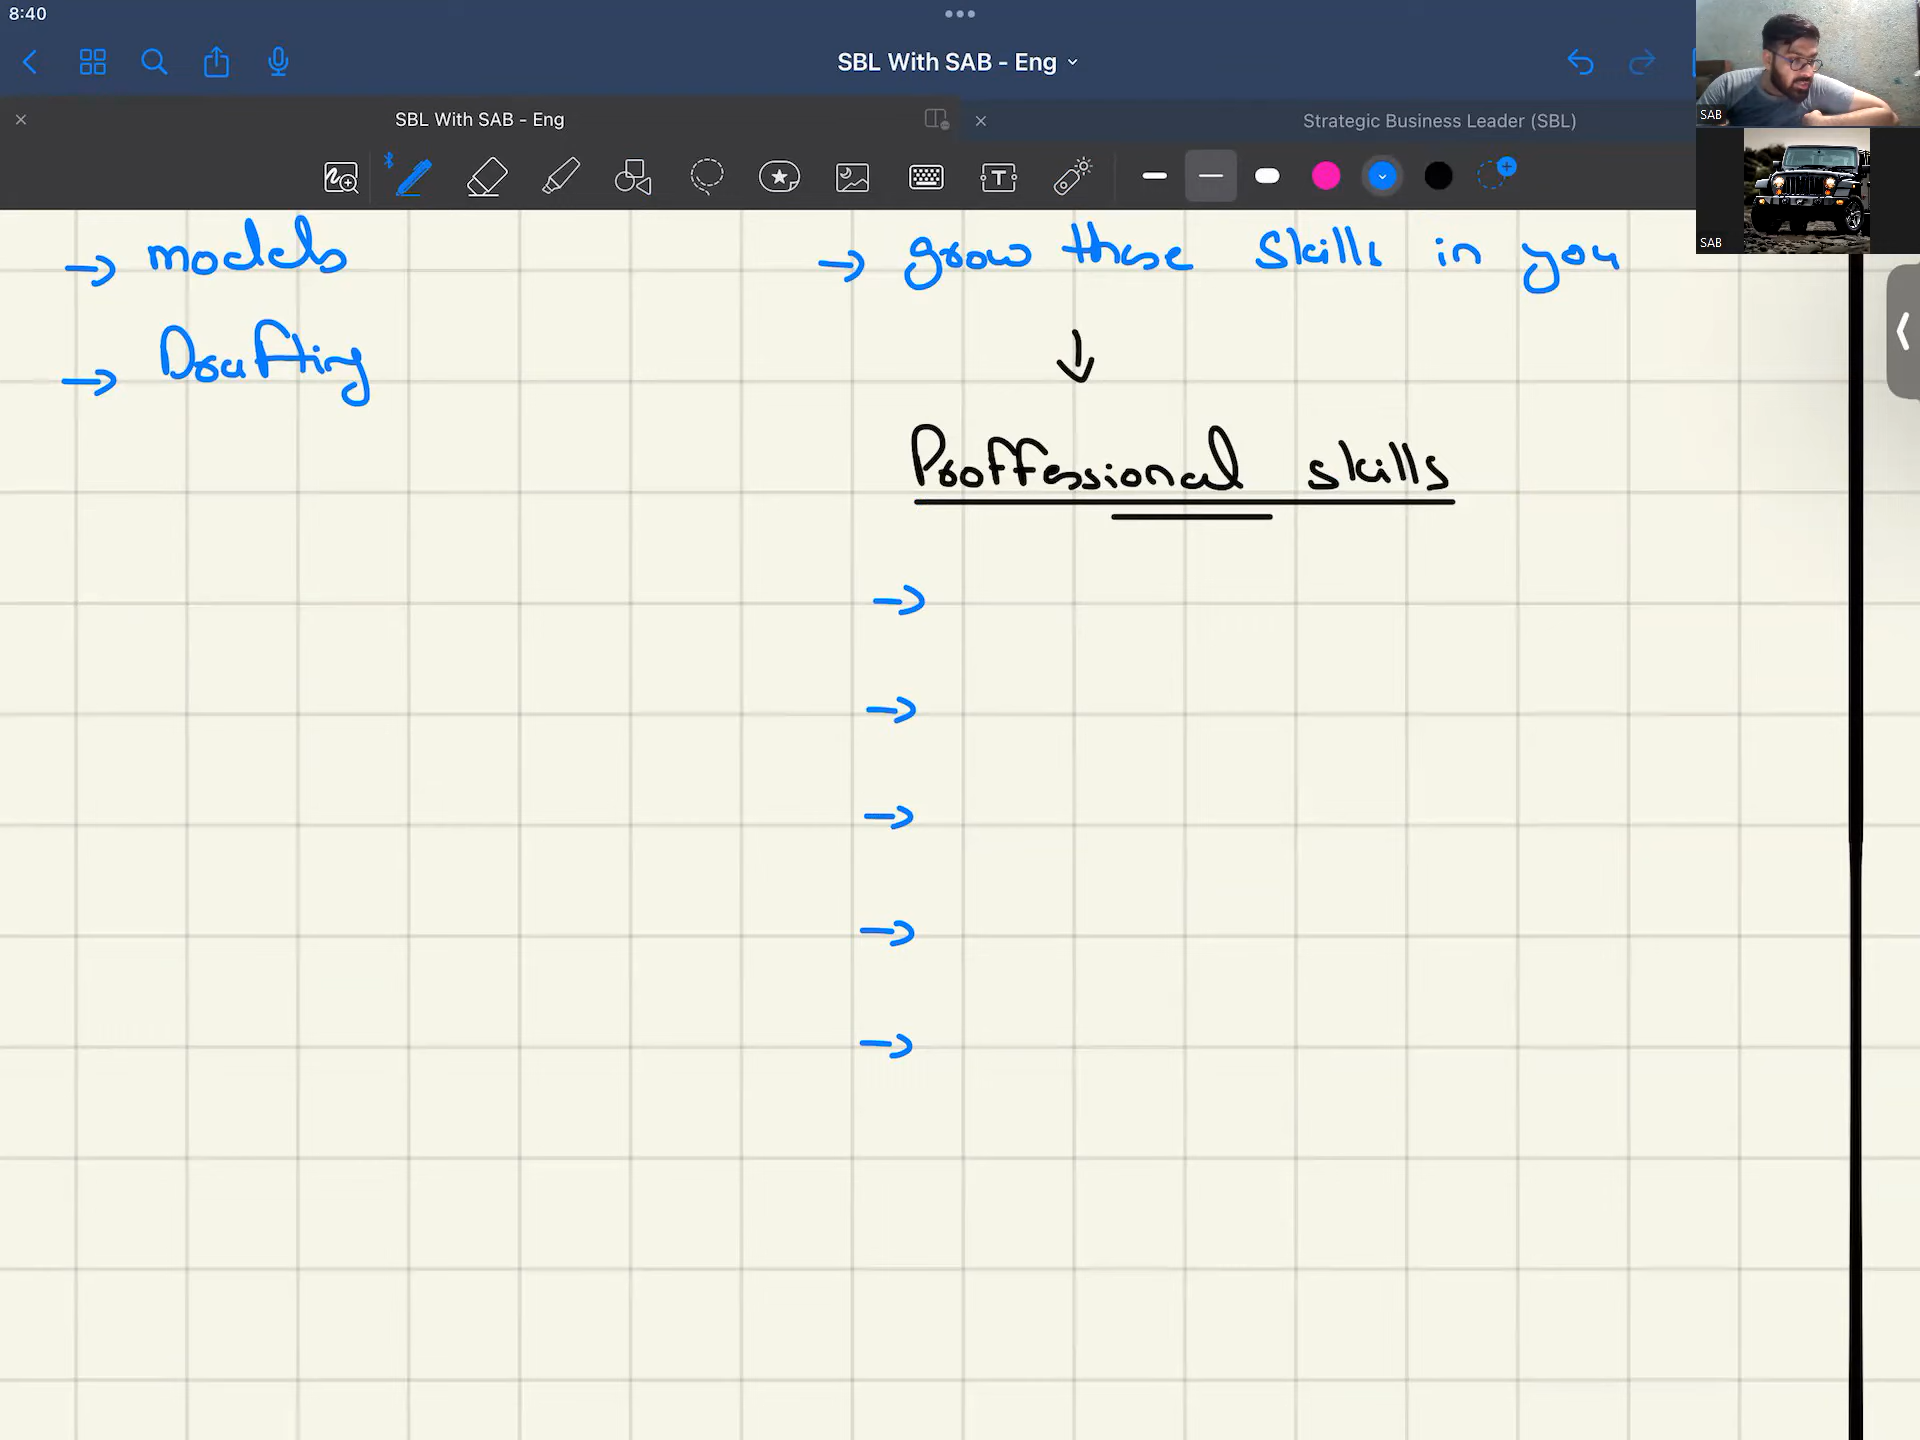 8:40
SBL With SAB - Eng
SBL With SAB - Eng
Strategic Business Leader (SBL)
SAB
SAB
→ models
→ grow these skills in you
→ Drafting
↓
Proffessional skills
→
→
→
→
→